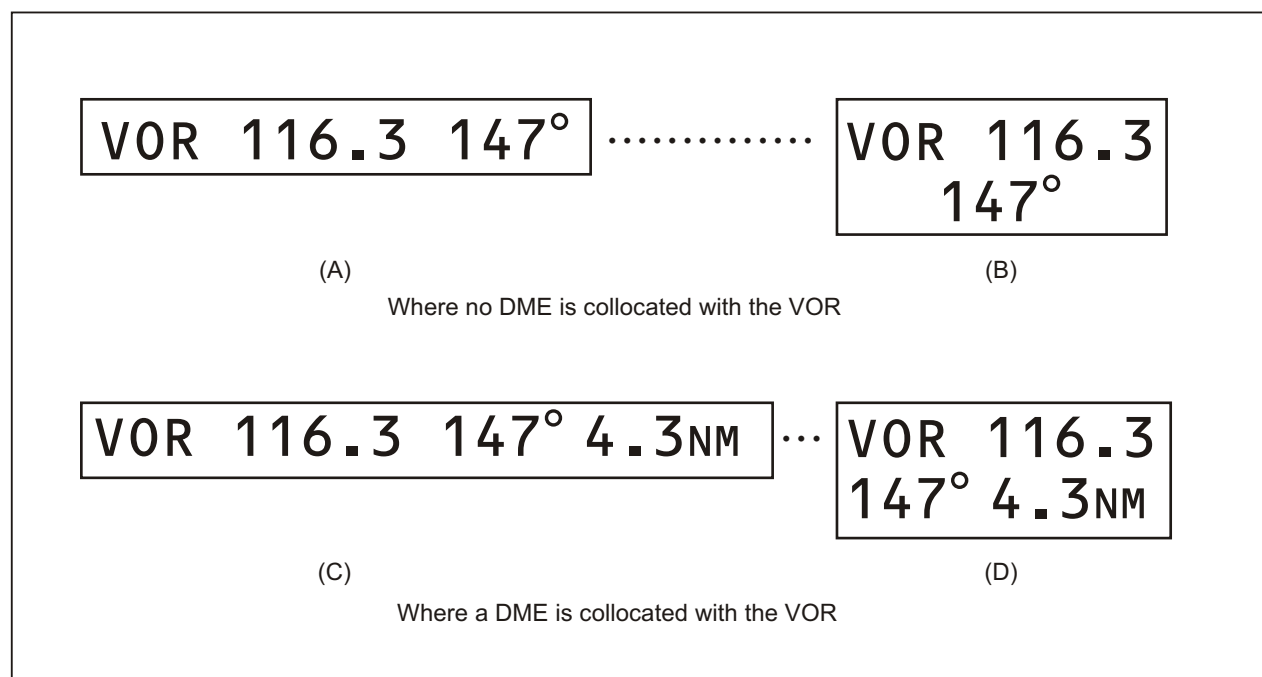 VOR 116.3 147° .............. VOR 116.3
147°
(A) (B)
Where no DME is collocated with the VOR
VOR 116.3 147° 4.3NM ... VOR 116.3
147° 4.3NM
(C) (D)
Where a DME is collocated with the VOR